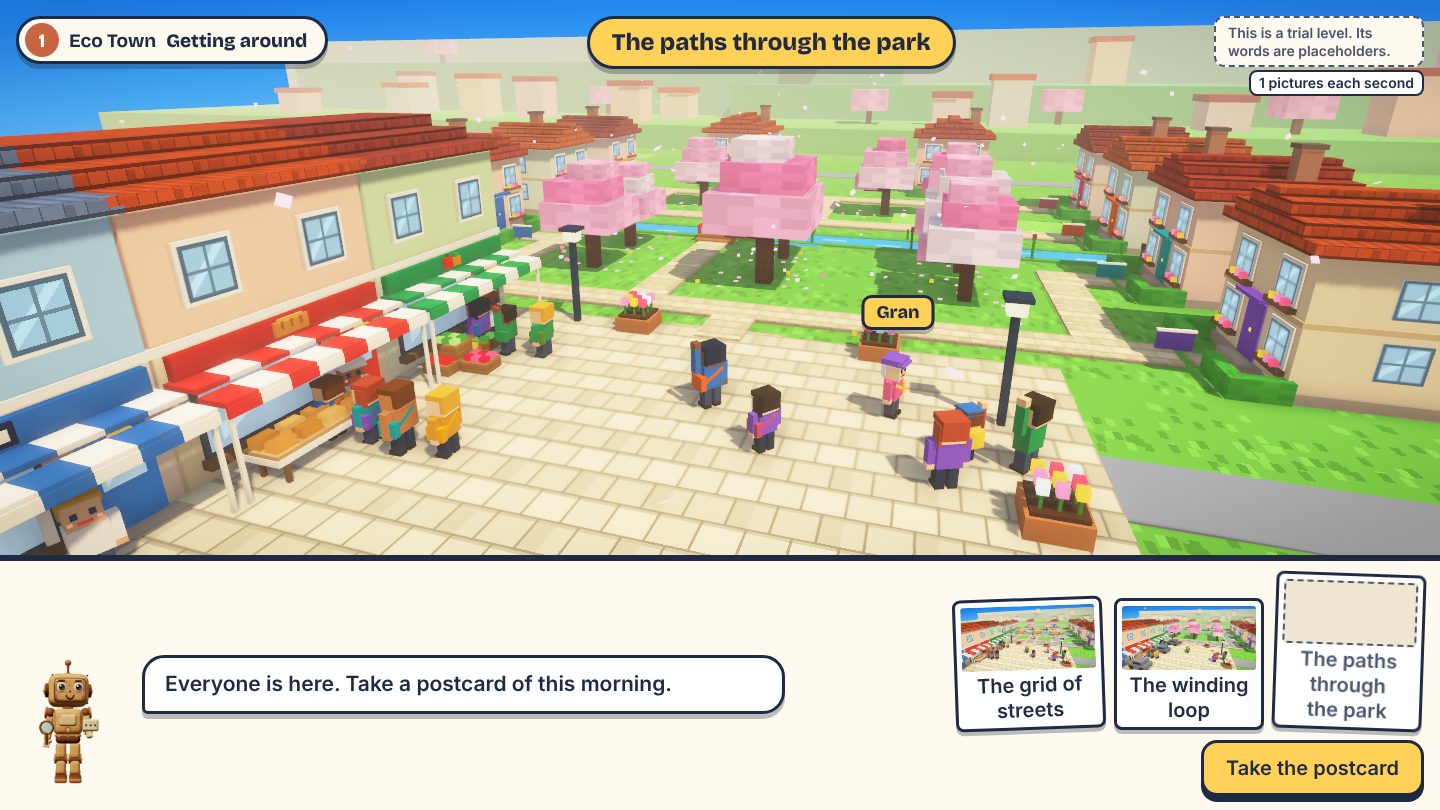 1 Eco Town Getting around
The paths through the park
This is a trial level. Its
words are placeholders.
1 pictures each second
Gran
Everyone is here. Take a postcard of this morning.
The grid of
streets
The winding
loop
The paths
through
the park
Take the postcard